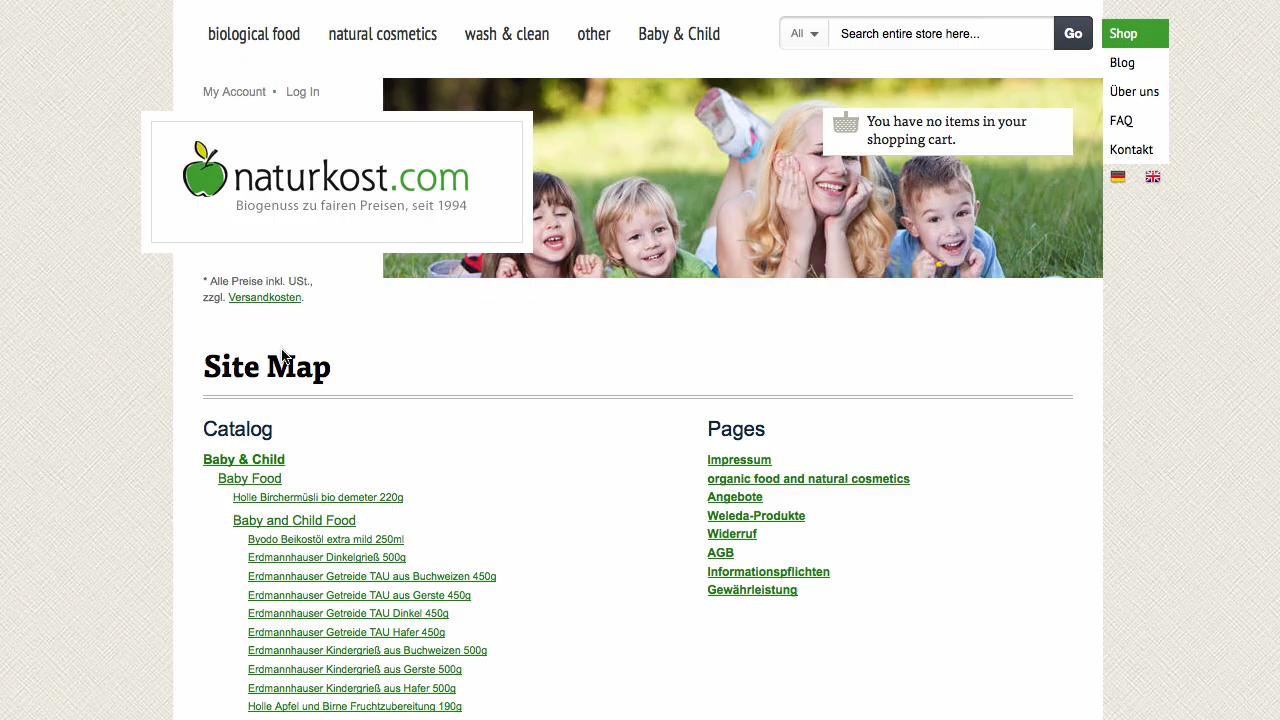 biological food natural cosmetics wash & clean other Baby & Child
All Search entire store here... Go
Shop
Blog
Über uns
FAQ
Kontakt
My Account • Log In
You have no items in your
shopping cart.
naturkost.com
Biogenuss zu fairen Preisen, seit 1994
* Alle Preise inkl. USt.,
zzgl. Versandkosten.
Site Map
Catalog
Baby & Child
Baby Food
Holle Birchermüsli bio demeter 220g
Baby and Child Food
Byodo Beikostöl extra mild 250ml
Erdmannhauser Dinkelgrieß 500g
Erdmannhauser Getreide TAU aus Buchweizen 450g
Erdmannhauser Getreide TAU aus Gerste 450g
Erdmannhauser Getreide TAU Dinkel 450g
Erdmannhauser Getreide TAU Hafer 450g
Erdmannhauser Kindergrieß aus Buchweizen 500g
Erdmannhauser Kindergrieß aus Gerste 500g
Erdmannhauser Kindergrieß aus Hafer 500g
Holle Apfel und Birne Fruchtzubereitung 190g
Pages
Impressum
organic food and natural cosmetics
Angebote
Weleda-Produkte
Widerruf
AGB
Informationspflichten
Gewährleistung